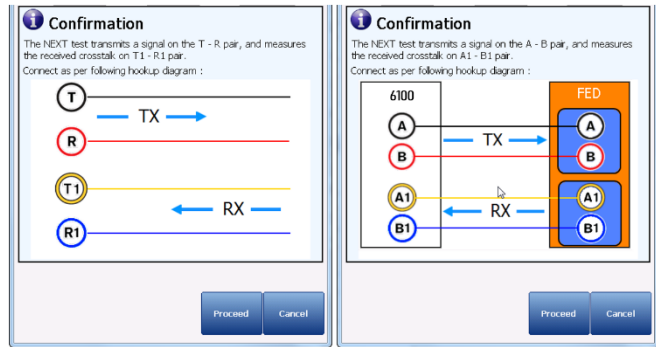 Confirmation
The NEXT test transmits a signal on the T - R pair, and measures
the received crosstalk on T1 - R1 pair.
Connect as per following hookup diagram :
T
TX
R
T1
RX
R1
Proceed
Cancel
Confirmation
The NEXT test transmits a signal on the A - B pair, and measures
the received crosstalk on A1 - B1 pair.
Connect as per following hookup diagram :
6100
FED
A
A
TX
B
B
A1
A1
RX
B1
B1
Proceed
Cancel